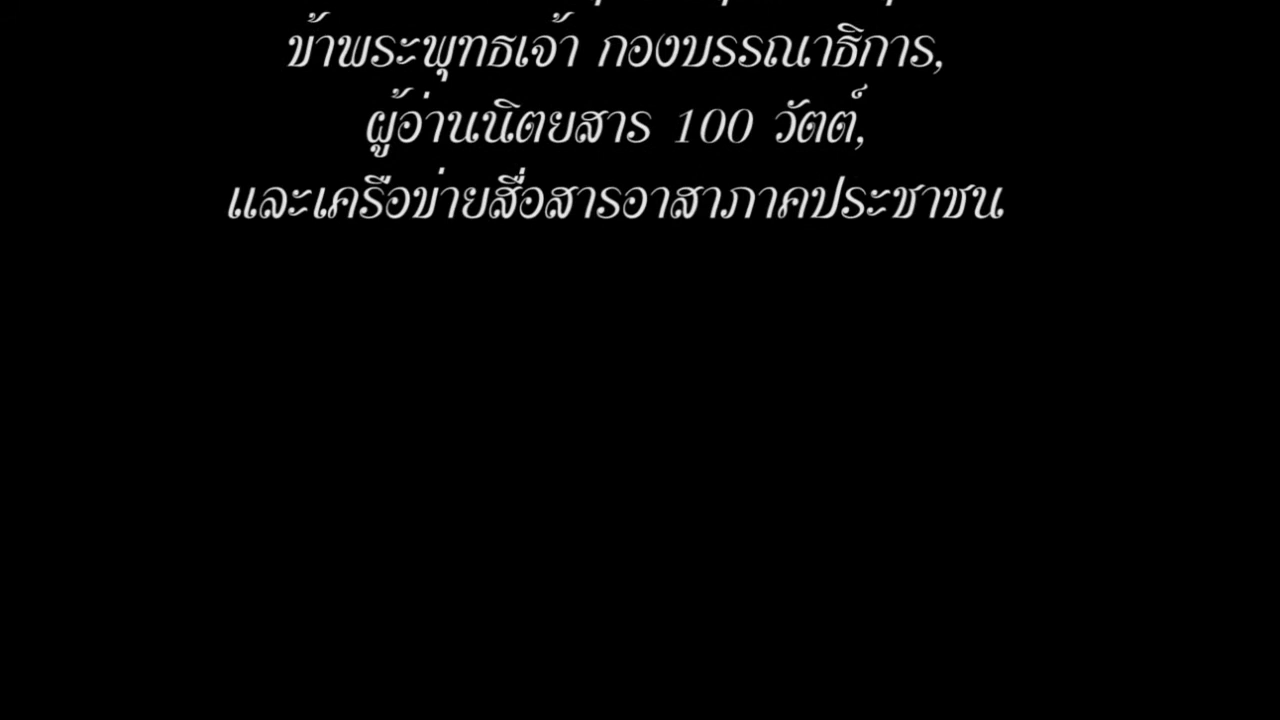 ข้าพระพุทธเจ้า กองบรรณาธิการ,
ผู้อ่านนิตยสาร 100 วัตต์,
และเครือข่ายสื่อสารอาสาภาคประชาชน